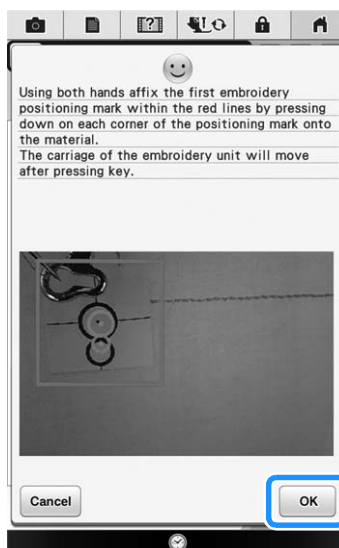 Using both hands affix the first embroidery
positioning mark within the red lines by pressing
down on each corner of the positioning mark onto
the material.
The carriage of the embroidery unit will move
after pressing key.
Cancel
OK